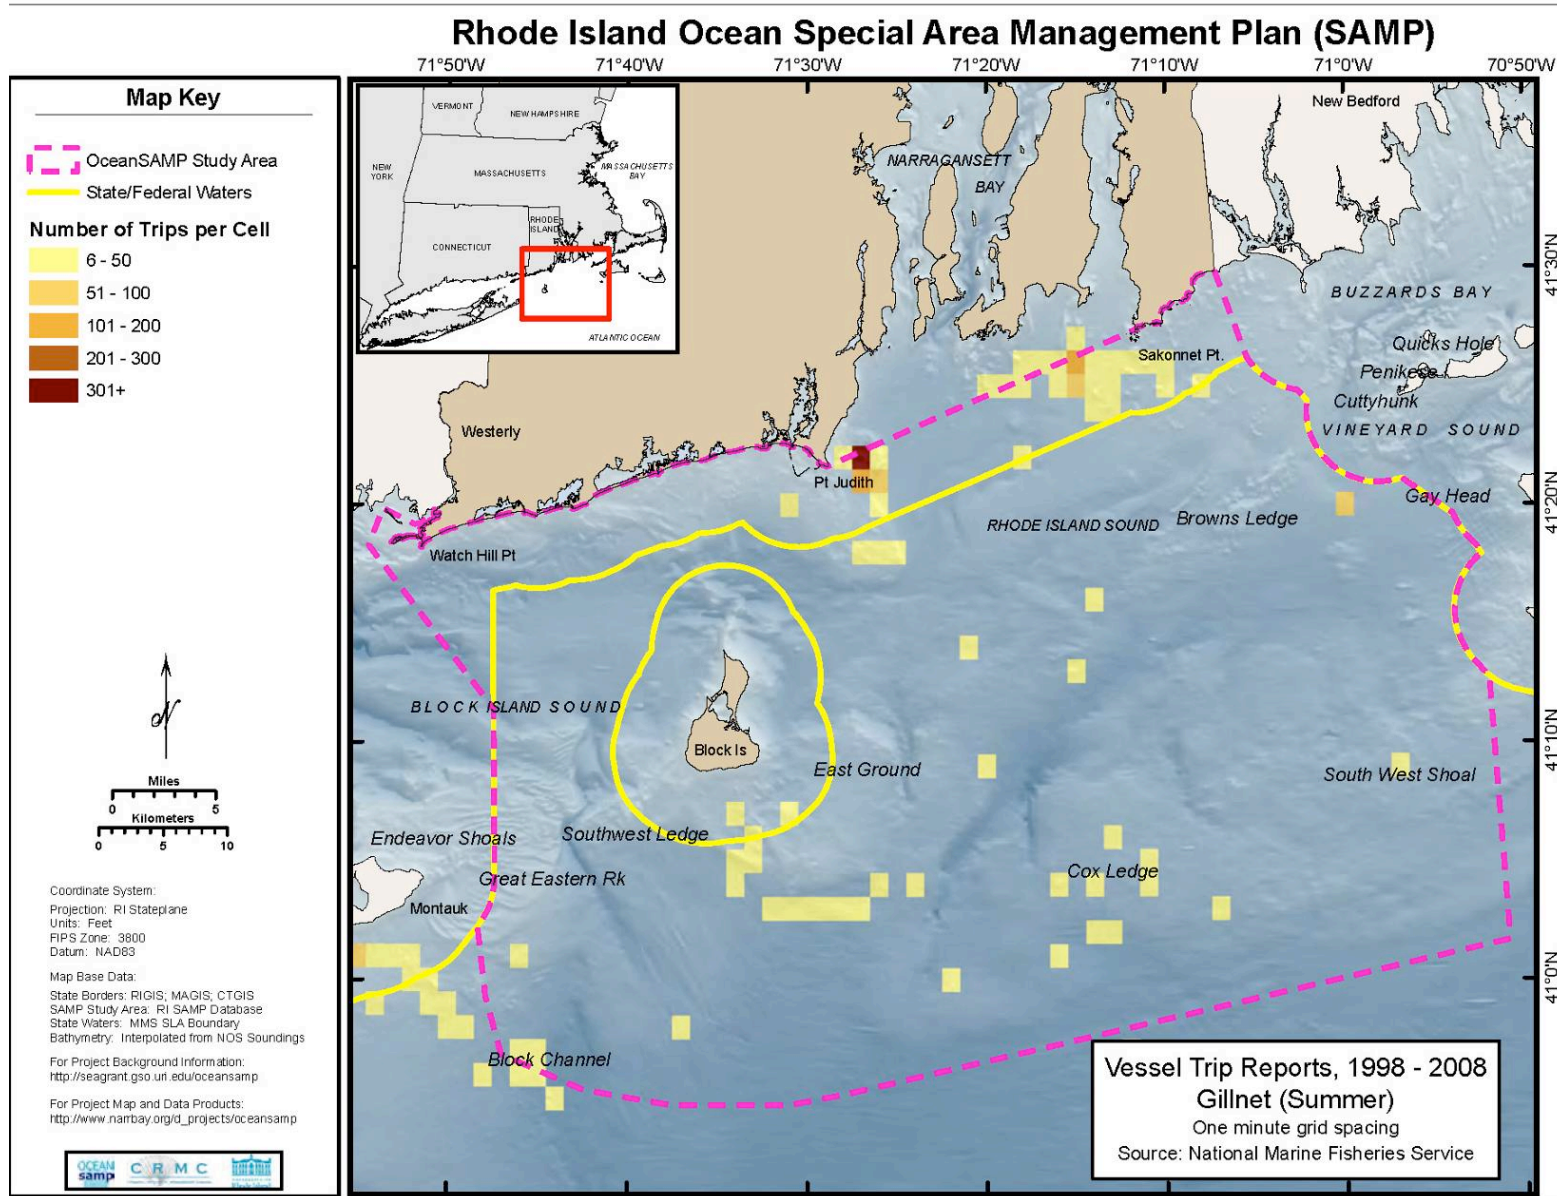 Rhode Island Ocean Special Area Management Plan (SAMP)
71°50'W 71°40'W 71°30'W 71°20'W 71°10'W 71°0'W 70°50'W
Map Key
OceanSAMP Study Area
State/Federal Waters
Number of Trips per Cell
6 - 50
51 - 100
101 - 200
201 - 300
301+
N
Miles
0 5
Kilometers
0 5 10
Coordinate System:
Projection: RI Stateplane
Units: Feet
FIPS Zone: 3800
Datum: NAD83
Map Base Data:
State Borders: RIGIS; MAGIS; CTGIS
SAMP Study Area: RI SAMP Database
State Waters: MMS SLA Boundary
Bathymetry: Interpolated from NOS Soundings
For Project Background Information:
http://seagrant.gso.uri.edu/oceansamp
For Project Map and Data Products:
http://www.narrbay.org/d_projects/oceansamp
OCEAN
samp
CRMC
VERMONT
NEW HAMPSHIRE
NEW
YORK
MASSACHUSETTS
MASSACHUSETTS
BAY
RHODE
ISLAND
CONNECTICUT
ATLANTIC OCEAN
New Bedford
NARRAGANSETT
BAY
BUZZARDS BAY
Quicks Hole
Sakonnet Pt.
Penikese
Cuttyhunk
VINEYARD SOUND
Westerly
Pt Judith
Gay Head
RHODE ISLAND SOUND
Browns Ledge
Watch Hill Pt
BLOCK ISLAND SOUND
Block Is
East Ground
South West Shoal
Endeavor Shoals
Southwest Ledge
Great Eastern Rk
Cox Ledge
Montauk
Block Channel
41°30'N
41°20'N
41°10'N
41°0'N
Vessel Trip Reports, 1998 - 2008
Gillnet (Summer)
One minute grid spacing
Source: National Marine Fisheries Service